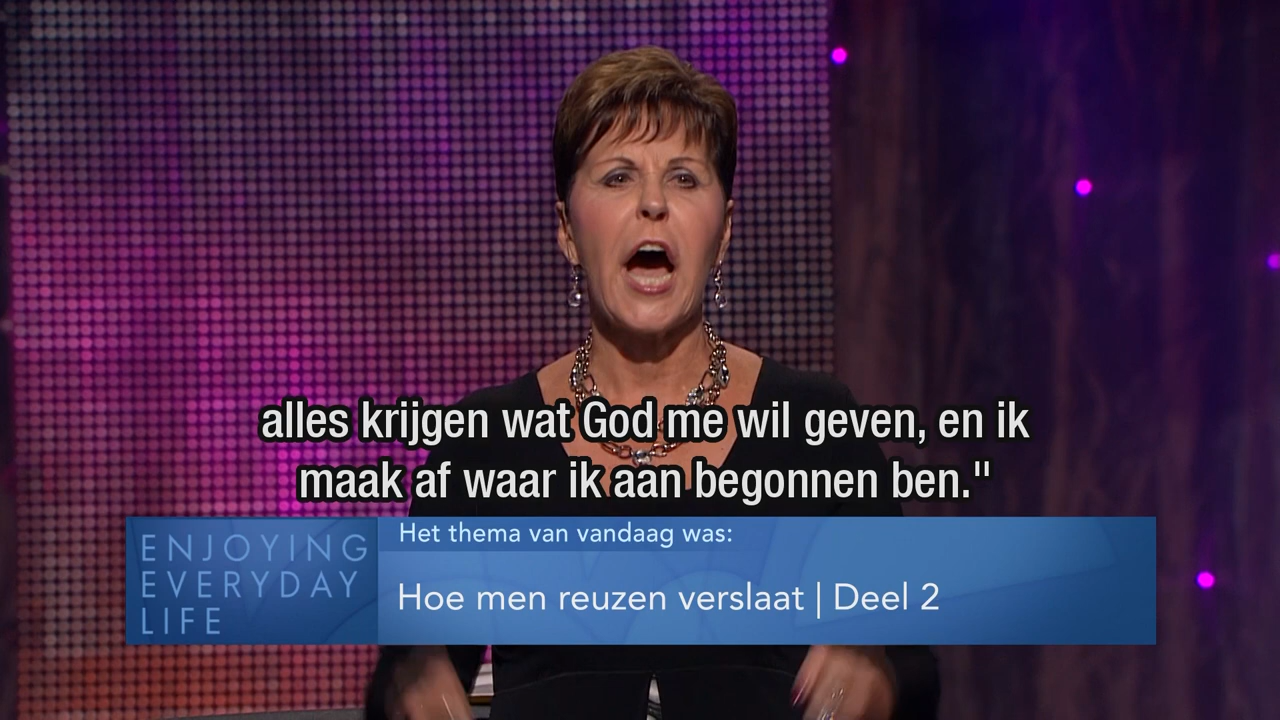 alles krijgen wat God me wil geven, en ik
maak af waar ik aan begonnen ben."
ENJOYING
EVERYDAY
LIFE
Het thema van vandaag was:
Hoe men reuzen verslaat | Deel 2